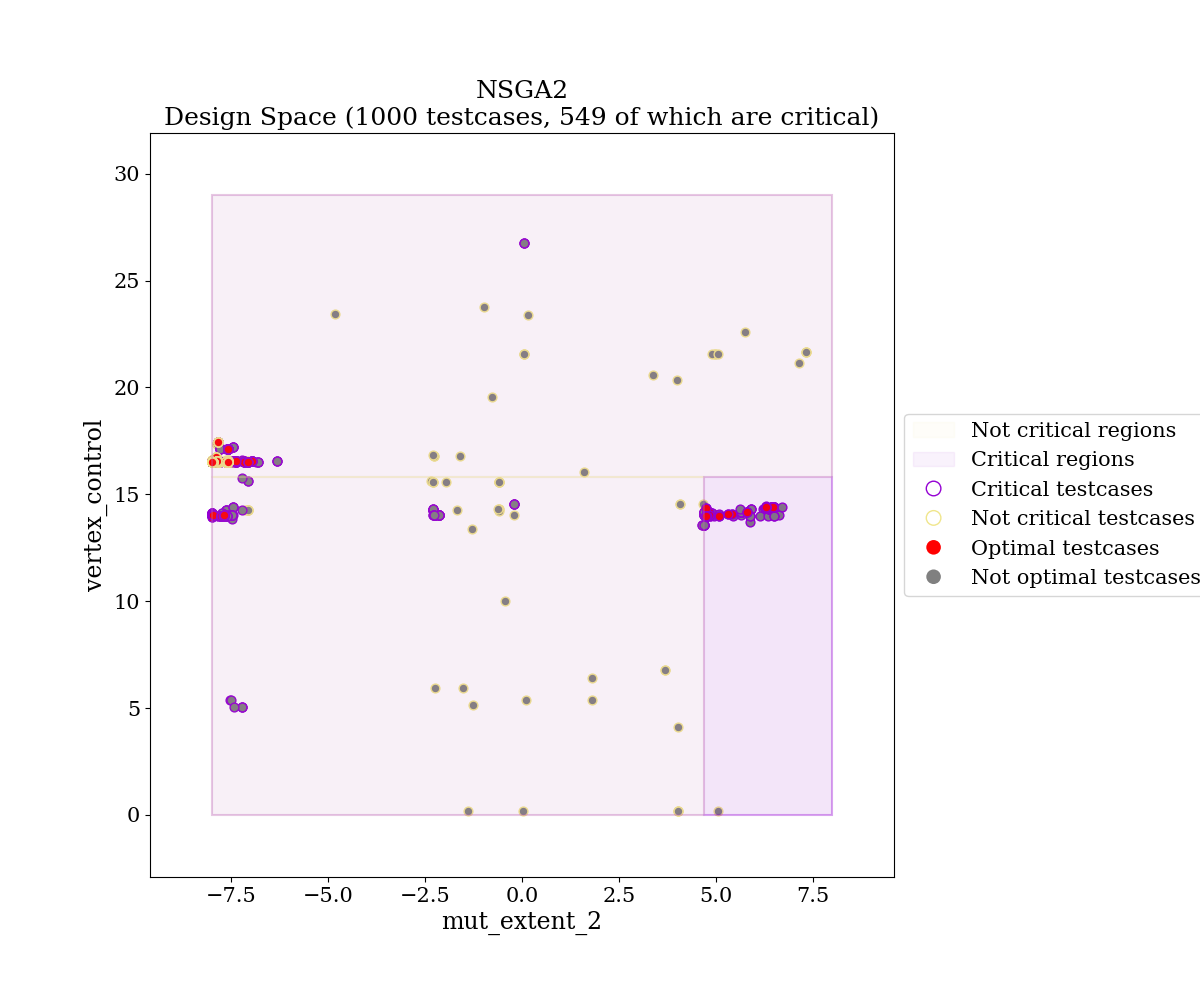 NSGA2
Design Space (1000 testcases, 549 of which are critical)
30
25
20
15
10
5
0
vertex_control
−7.5
−5.0
−2.5
0.0
2.5
5.0
7.5
mut_extent_2
Not critical regions
Critical regions
Critical testcases
Not critical testcases
Optimal testcases
Not optimal testcases